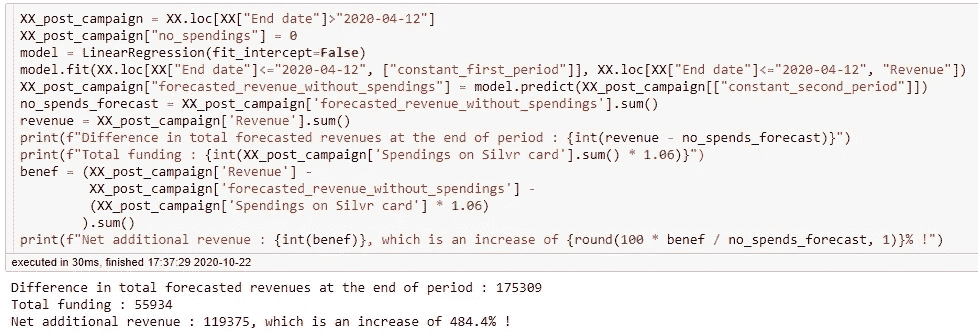 XX_post_campaign = XX.loc[XX["End date"]>"2020-04-12"]
XX_post_campaign["no_spendings"] = 0
model = LinearRegression(fit_intercept=False)
model.fit(XX.loc[XX["End date"]<="2020-04-12", ["constant_first_period"]], XX.loc[XX["End date"]<="2020-04-12", "Revenue"])
XX_post_campaign["forecasted_revenue_without_spendings"] = model.predict(XX_post_campaign[["constant_second_period"]])
no_spends_forecast = XX_post_campaign['forecasted_revenue_without_spendings'].sum()
revenue = XX_post_campaign['Revenue'].sum()
print(f"Difference in total forecasted revenues at the end of period : {int(revenue - no_spends_forecast)}")
print(f"Total funding : {int(XX_post_campaign['Spendings on Silvr card'].sum() * 1.06)}")
benef = (XX_post_campaign['Revenue'] -
XX_post_campaign['forecasted_revenue_without_spendings'] -
(XX_post_campaign['Spendings on Silvr card'] * 1.06)
).sum()
print(f"Net additional revenue : {int(benef)}, which is an increase of {round(100 * benef / no_spends_forecast, 1)}% !")
executed in 30ms, finished 17:37:29 2020-10-22
Difference in total forecasted revenues at the end of period : 175309
Total funding : 55934
Net additional revenue : 119375, which is an increase of 484.4% !